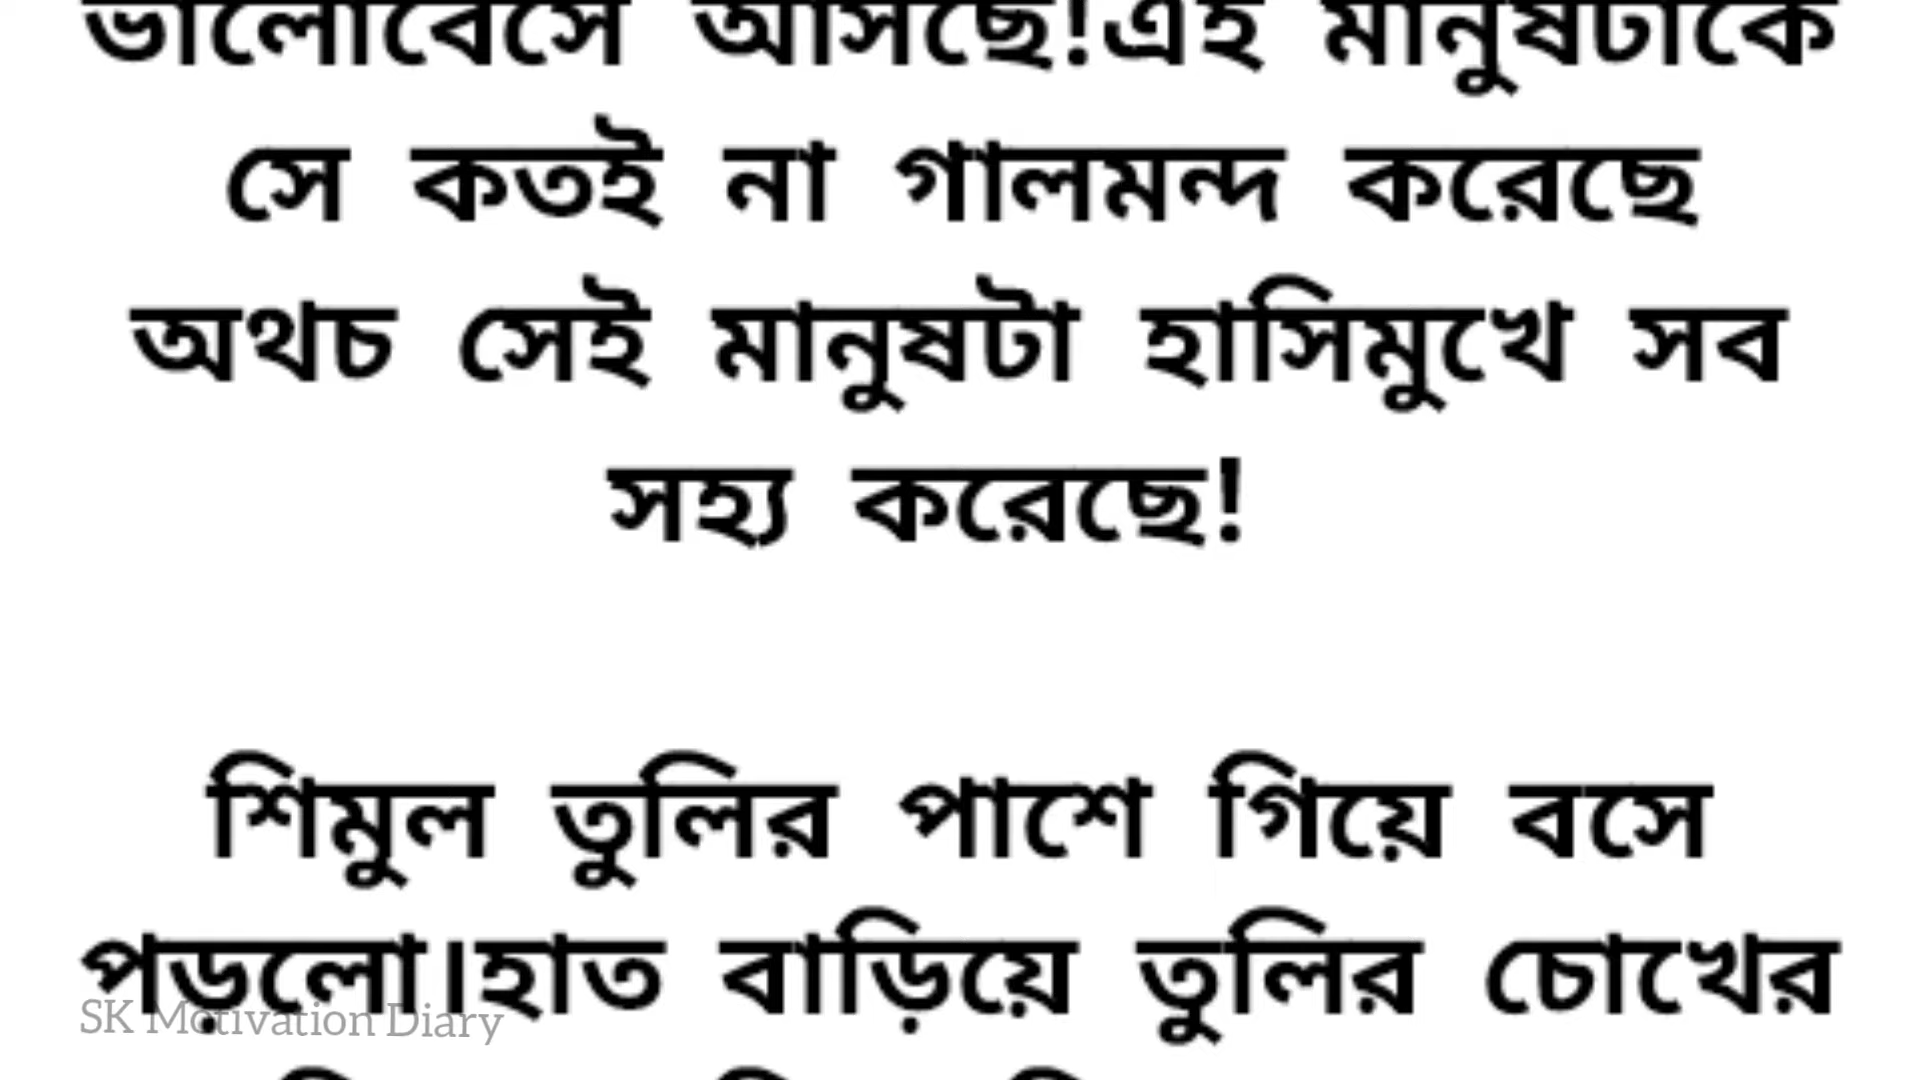 ভালোবেসে আসছে!এই মানুষটাকে
সে কতই না গালমন্দ করেছে
অথচ সেই মানুষটা হাসিমুখে সব
সহ্য করেছে!
শিমুল তুলির পাশে গিয়ে বসে
পড়লো।হাত বাড়িয়ে তুলির চোখের
SK Motivation Diary